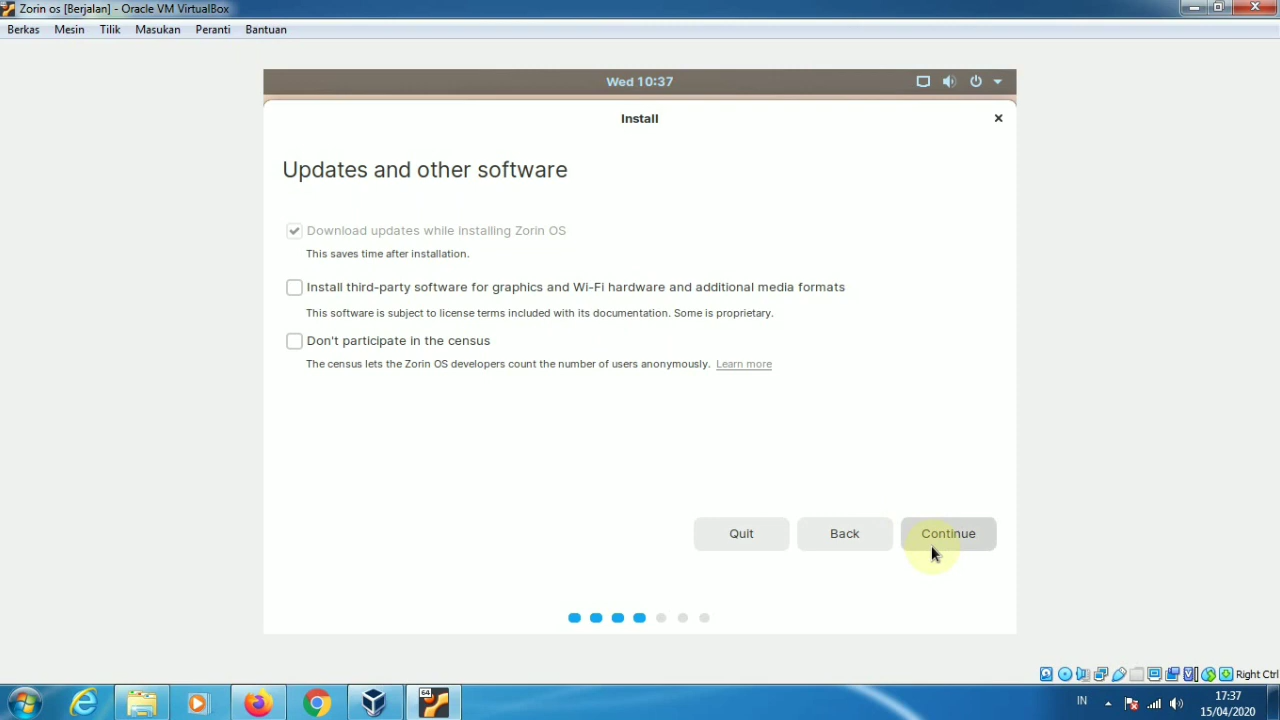 Zorin os [Berjalan] - Oracle VM VirtualBox
Berkas Mesin Tilik Masukan Peranti Bantuan
Wed 10:37
Install
Updates and other software
Download updates while installing Zorin OS
This saves time after installation.
Install third-party software for graphics and Wi-Fi hardware and additional media formats
This software is subject to license terms included with its documentation. Some is proprietary.
Don't participate in the census
The census lets the Zorin OS developers count the number of users anonymously. Learn more
Quit Back Continue
Right Ctrl
64
IN
17:37
15/04/2020